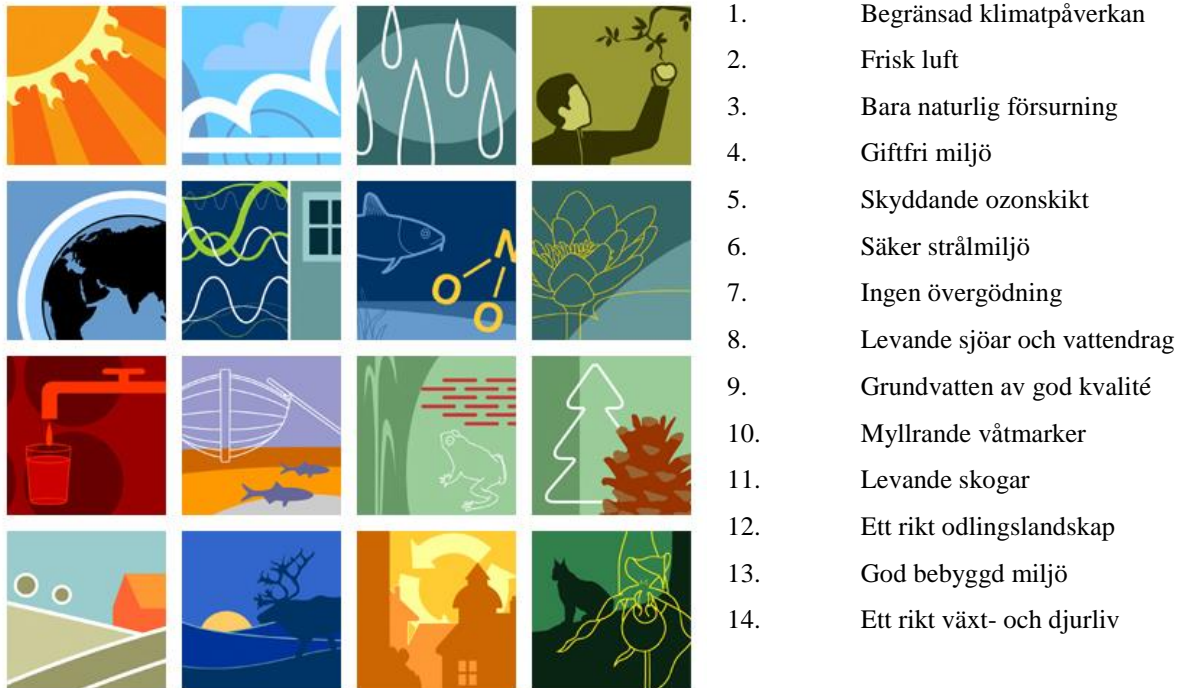 1. Begränsad klimatpåverkan
2. Frisk luft
3. Bara naturlig försurning
4. Giftfri miljö
5. Skyddande ozonskikt
6. Säker strålmiljö
7. Ingen övergödning
8. Levande sjöar och vattendrag
9. Grundvatten av god kvalité
10. Myllrande våtmarker
11. Levande skogar
12. Ett rikt odlingslandskap
13. God bebyggd miljö
14. Ett rikt växt- och djurliv
N
O
O